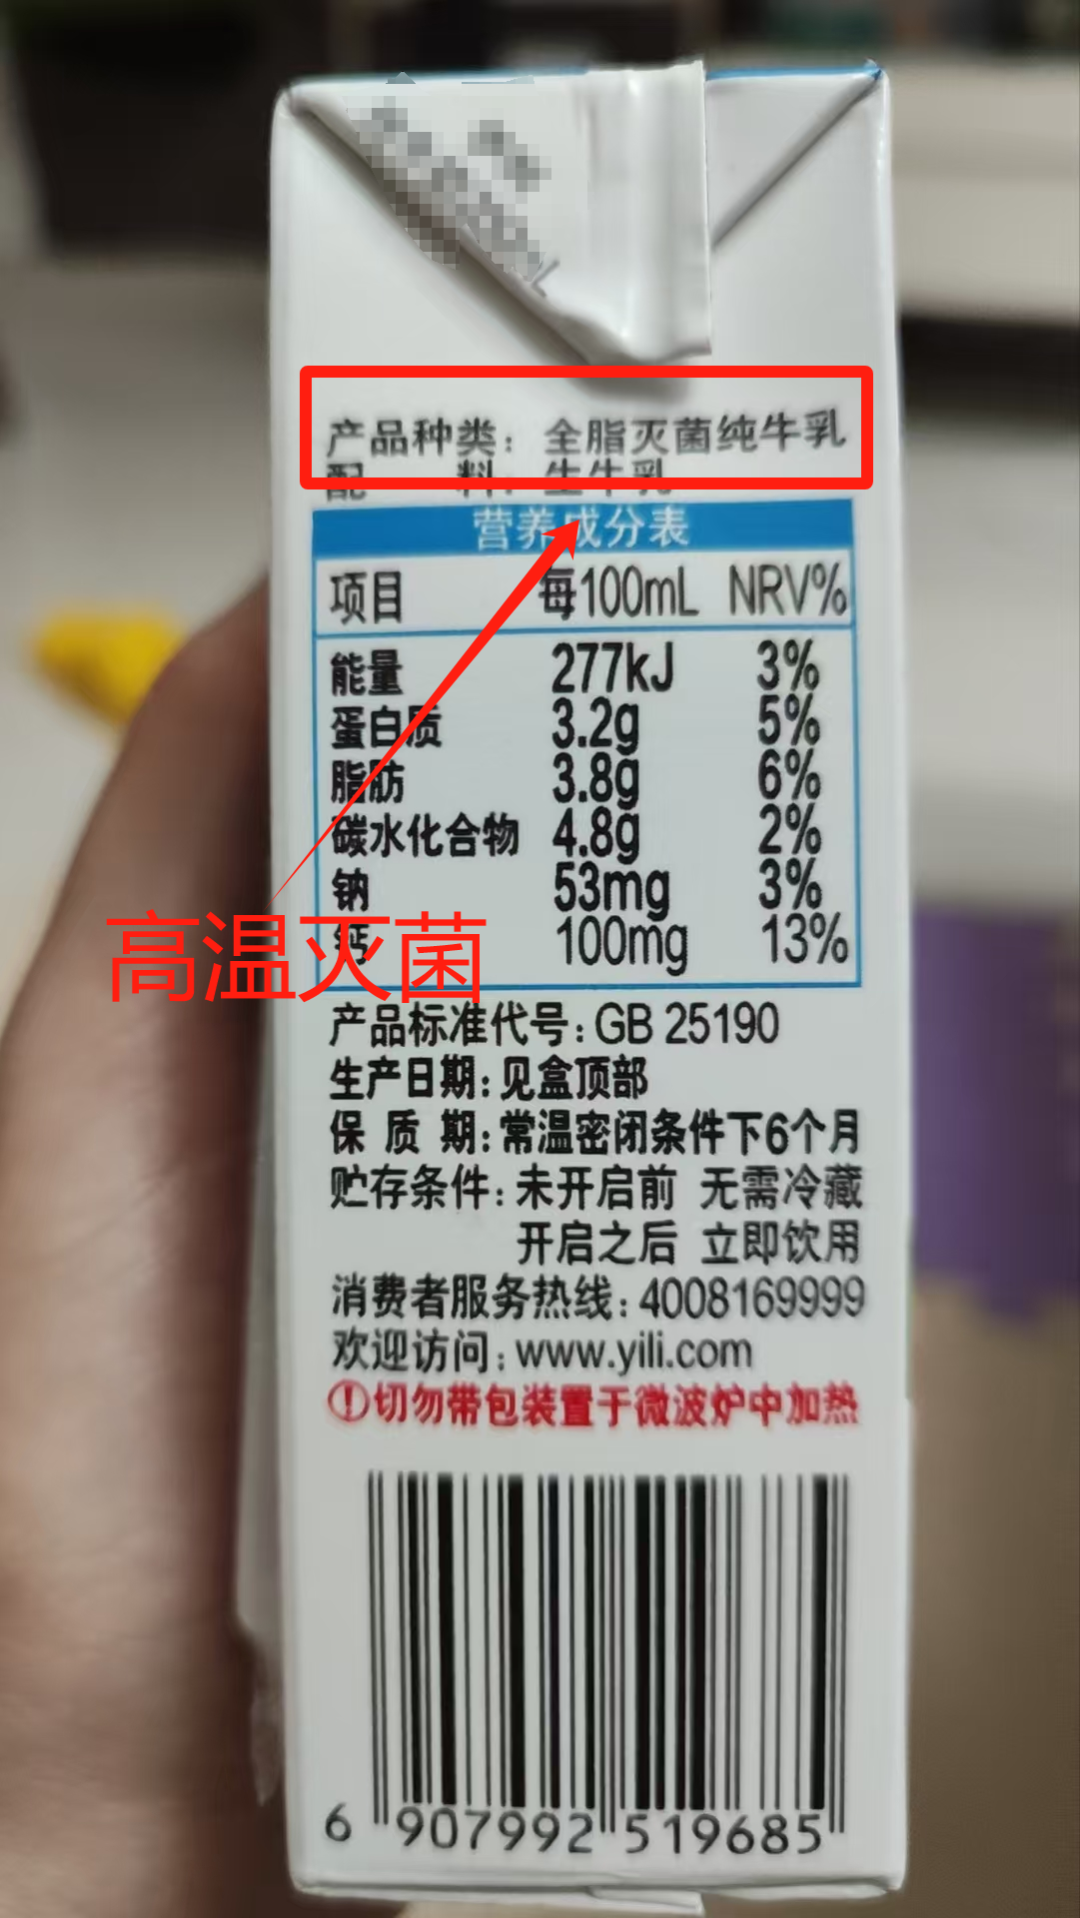 产品种类：全脂灭菌纯牛乳
配 料：生牛乳
营养成分表
项目 每100mL NRV%
能量 277kJ 3%
蛋白质 3.2g 5%
脂肪 3.8g 6%
碳水化合物 4.8g 2%
钠 53mg 3%
钙 100mg 13%
高温灭菌
产品标准代号：GB 25190
生产日期：见盒顶部
保 质 期：常温密闭条件下6个月
贮存条件：未开启前 无需冷藏
开启之后 立即饮用
消费者服务热线：4008169999
欢迎访问：www.yili.com
!切勿带包装置于微波炉中加热
6 907992 519685